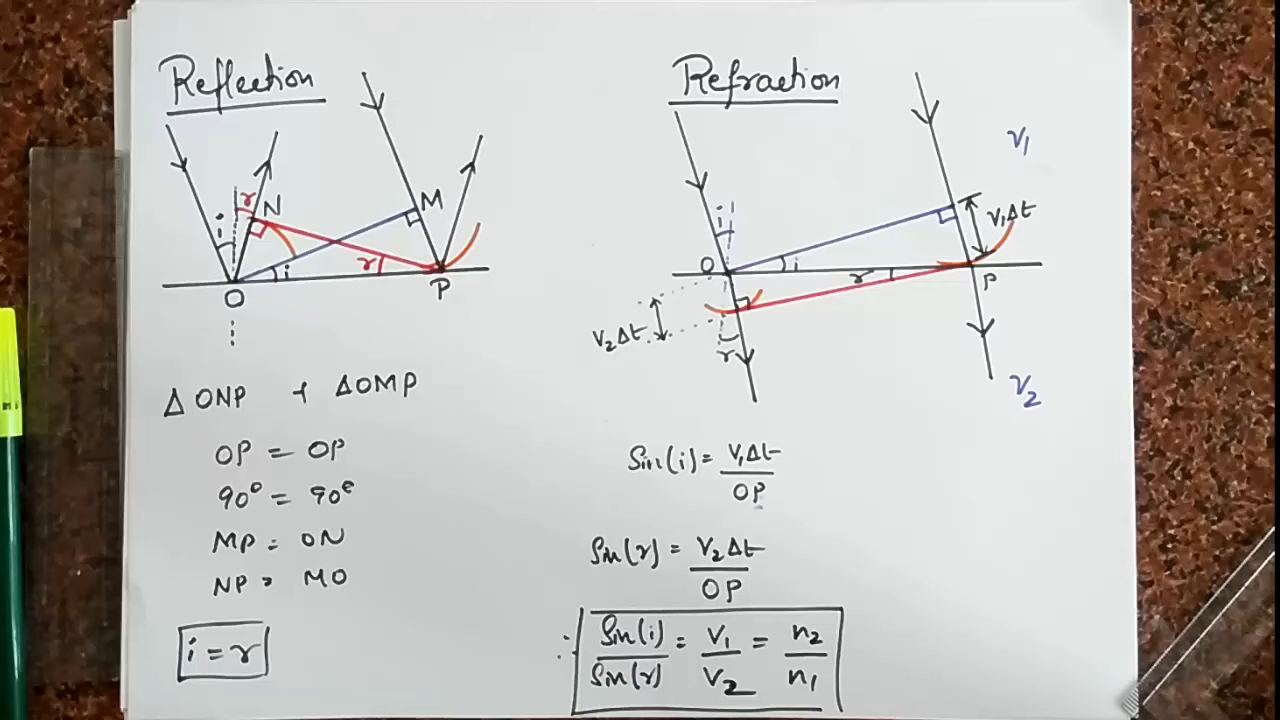 Reflection
r
N
M
i
i
r
O
P
Δ ONP + ΔOMP
OP = OP
90° = 90°
MP = ON
NP = MO
i = r
Refraction
v₁
i
v₁Δt
O
i
r
P
v₂Δt
r
v₂
Sin(i) = v₁Δt / OP
Sin(r) = v₂Δt / OP
∴ Sin(i) / Sin(r) = v₁ / v₂ = n₂ / n₁